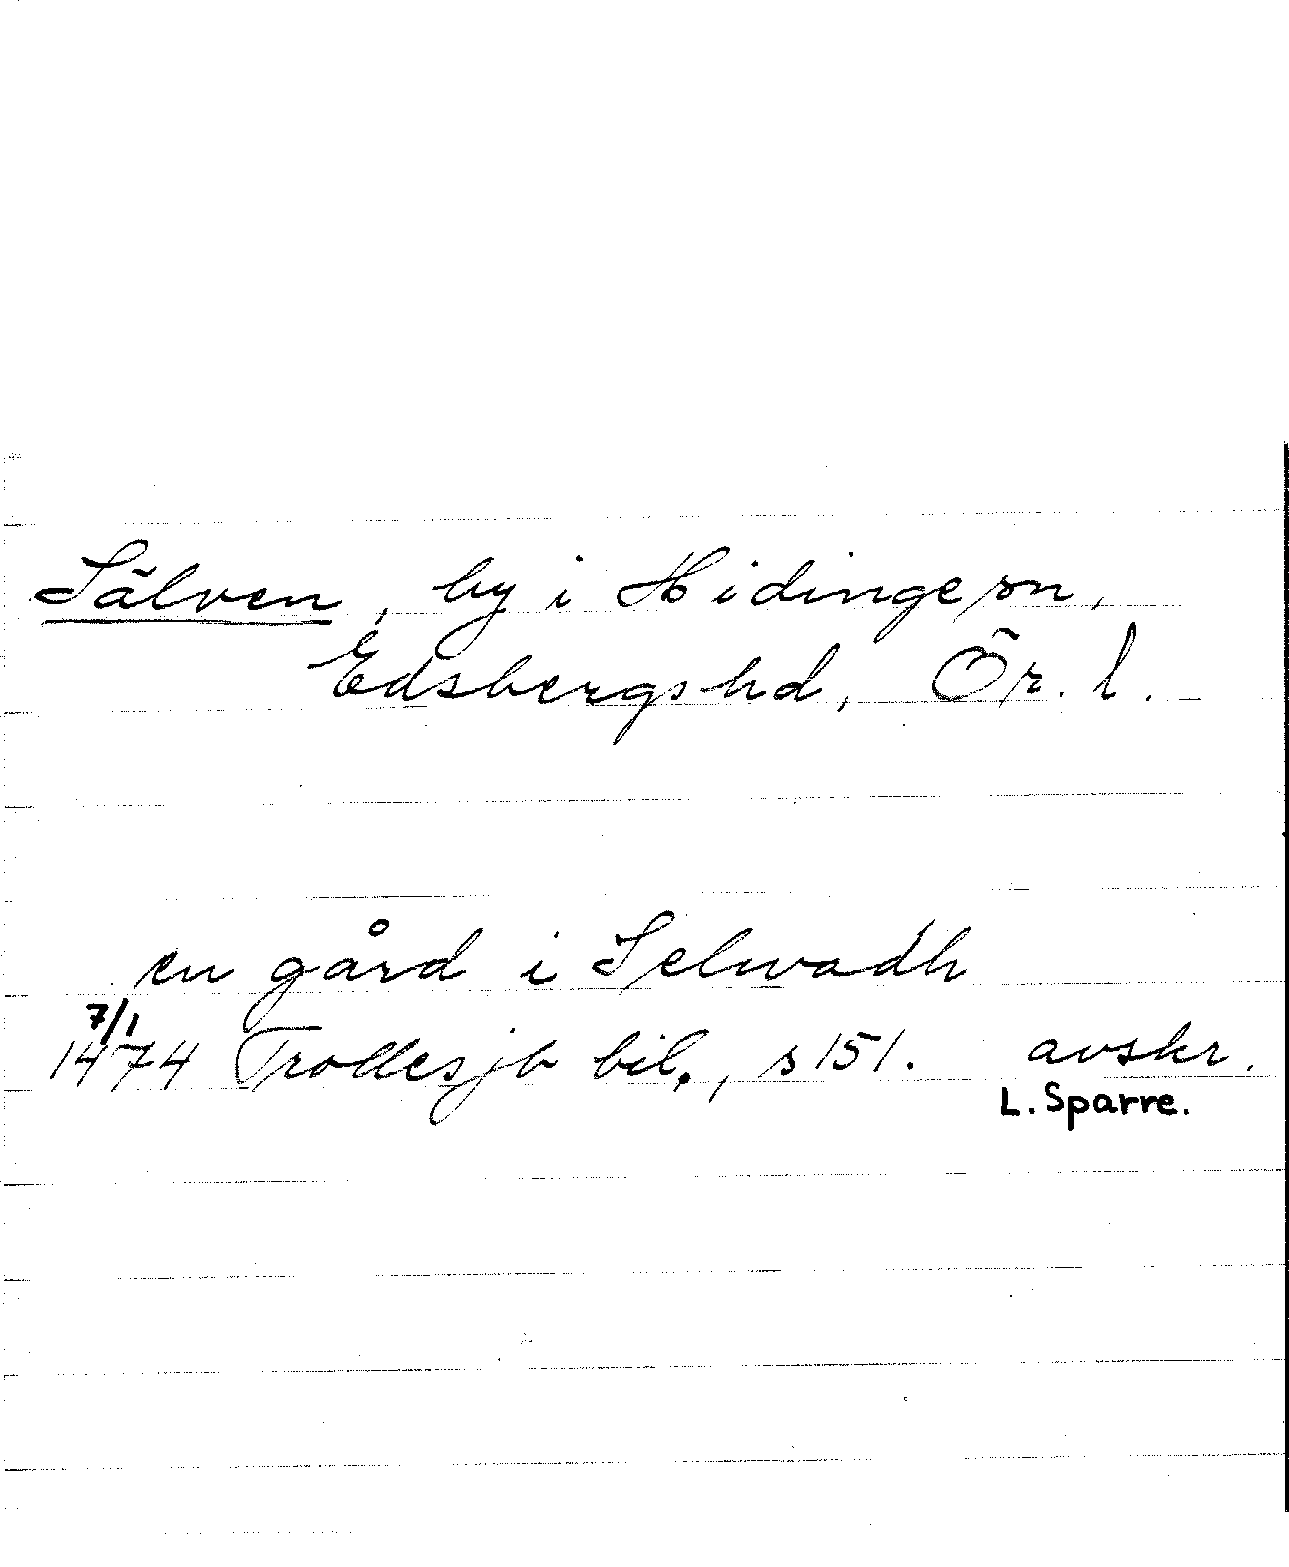 Sälven, by i Hidinge sn,
Edsbergs hd, Ör. l.
en gård i Selwadh
7/1
1474 Trolles jb bil., s 151. avskr.
L. Sparre.